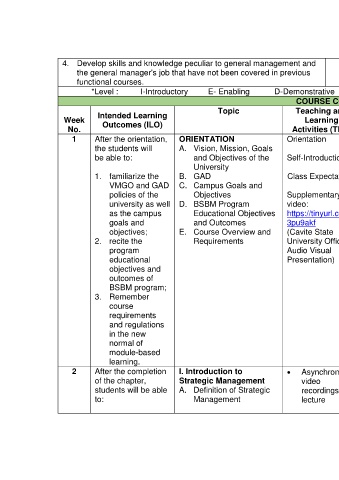 4. Develop skills and knowledge peculiar to general management and
the general manager's job that have not been covered in previous
functional courses.
*Level : I-Introductory E- Enabling D-Demonstrative
COURSE C
Week
No.
Intended Learning
Outcomes (ILO)
Topic
Teaching a
Learning
Activities (T
1
After the orientation,
the students will
be able to:
1. familiarize the
VMGO and GAD
policies of the
university as well
as the campus
goals and
objectives;
2. recite the
program
educational
objectives and
outcomes of
BSBM program;
3. Remember
course
requirements
and regulations
in the new
normal of
module-based
learning.
ORIENTATION
A. Vision, Mission, Goals
and Objectives of the
University
B. GAD
C. Campus Goals and
Objectives
D. BSBM Program
Educational Objectives
and Outcomes
E. Course Overview and
Requirements
Orientation
Self-Introducti
Class Expecta
Supplementary
video:
https://tinyurl.c
3pu9akf
(Cavite State
University Offic
Audio Visual
Presentation)
2
After the completion
of the chapter,
students will be able
to:
I. Introduction to
Strategic Management
A. Definition of Strategic
Management
• Asynchron
video
recordings
lecture